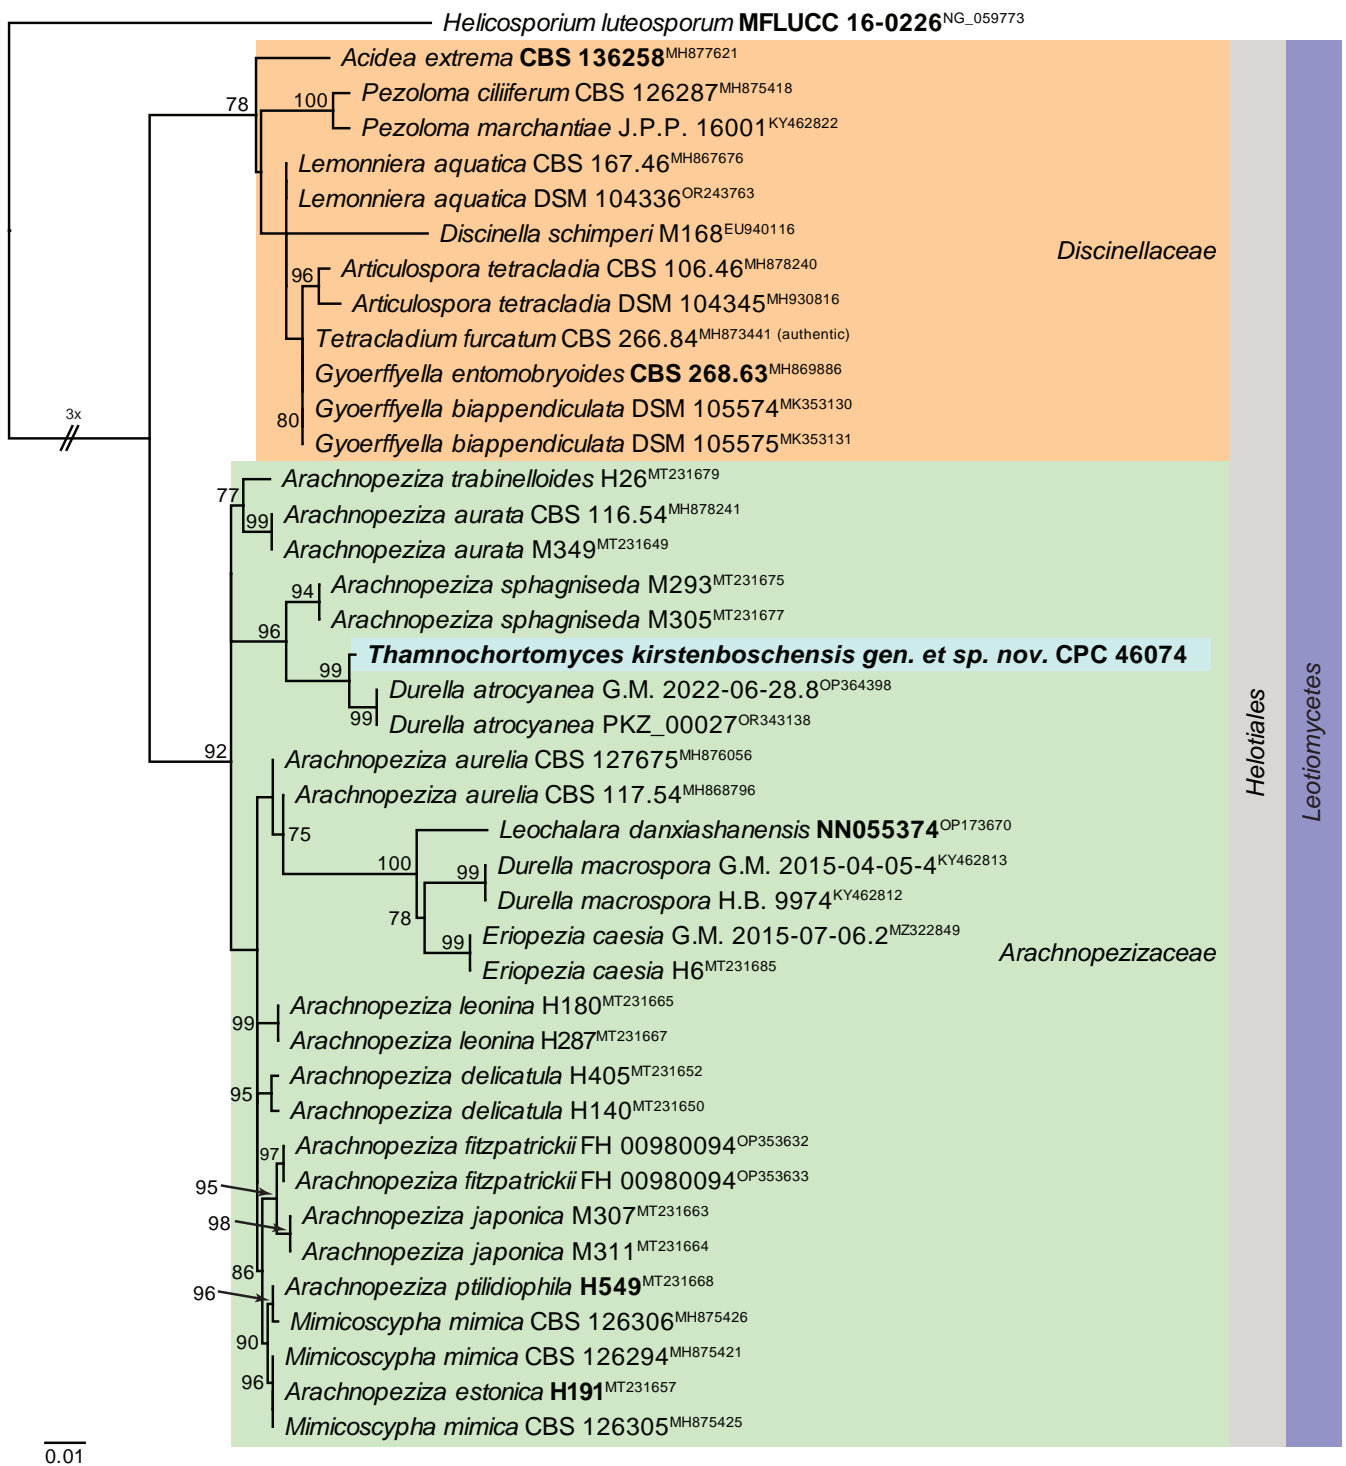 Helicosporium luteosporum MFLUCC 16-0226NG_059773
Acidea extrema CBS 136258MH877621
78
100
Pezoloma ciliiferum CBS 126287MH875418
Pezoloma marchantiae J.P.P. 16001KY462822
Lemonniera aquatica CBS 167.46MH867676
Lemonniera aquatica DSM 104336OR243763
Discinella schimperi M168EU940116
Discinellaceae
96
Articulospora tetracladia CBS 106.46MH878240
Articulospora tetracladia DSM 104345MH930816
Tetracladium furcatum CBS 266.84MH873441 (authentic)
Gyoerffyella entomobryoides CBS 268.63MH869886
3x
80
Gyoerffyella biappendiculata DSM 105574MK353130
Gyoerffyella biappendiculata DSM 105575MK353131
77
Arachnopeziza trabinelloides H26MT231679
99
Arachnopeziza aurata CBS 116.54MH878241
Arachnopeziza aurata M349MT231649
94
Arachnopeziza sphagniseda M293MT231675
Arachnopeziza sphagniseda M305MT231677
96
99
Thamnochortomyces kirstenboschensis gen. et sp. nov. CPC 46074
Durella atrocyanea G.M. 2022-06-28.8OP364398
99
Durella atrocyanea PKZ_00027OR343138
Helotiales
Leotiomycetes
92
Arachnopeziza aurelia CBS 127675MH876056
Arachnopeziza aurelia CBS 117.54MH868796
75
Leochalara danxiashanensis NN055374OP173670
100
99
Durella macrospora G.M. 2015-04-05-4KY462813
Durella macrospora H.B. 9974KY462812
78
99
Eriopezia caesia G.M. 2015-07-06.2MZ322849
Eriopezia caesia H6MT231685
Arachnopezizaceae
Arachnopeziza leonina H180MT231665
99
Arachnopeziza leonina H287MT231667
Arachnopeziza delicatula H405MT231652
95
Arachnopeziza delicatula H140MT231650
97
Arachnopeziza fitzpatrickii FH 00980094OP353632
Arachnopeziza fitzpatrickii FH 00980094OP353633
95
98
Arachnopeziza japonica M307MT231663
Arachnopeziza japonica M311MT231664
86
96
Arachnopeziza ptilidiophila H549MT231668
Mimicoscypha mimica CBS 126306MH875426
90
Mimicoscypha mimica CBS 126294MH875421
96
Arachnopeziza estonica H191MT231657
Mimicoscypha mimica CBS 126305MH875425
0.01